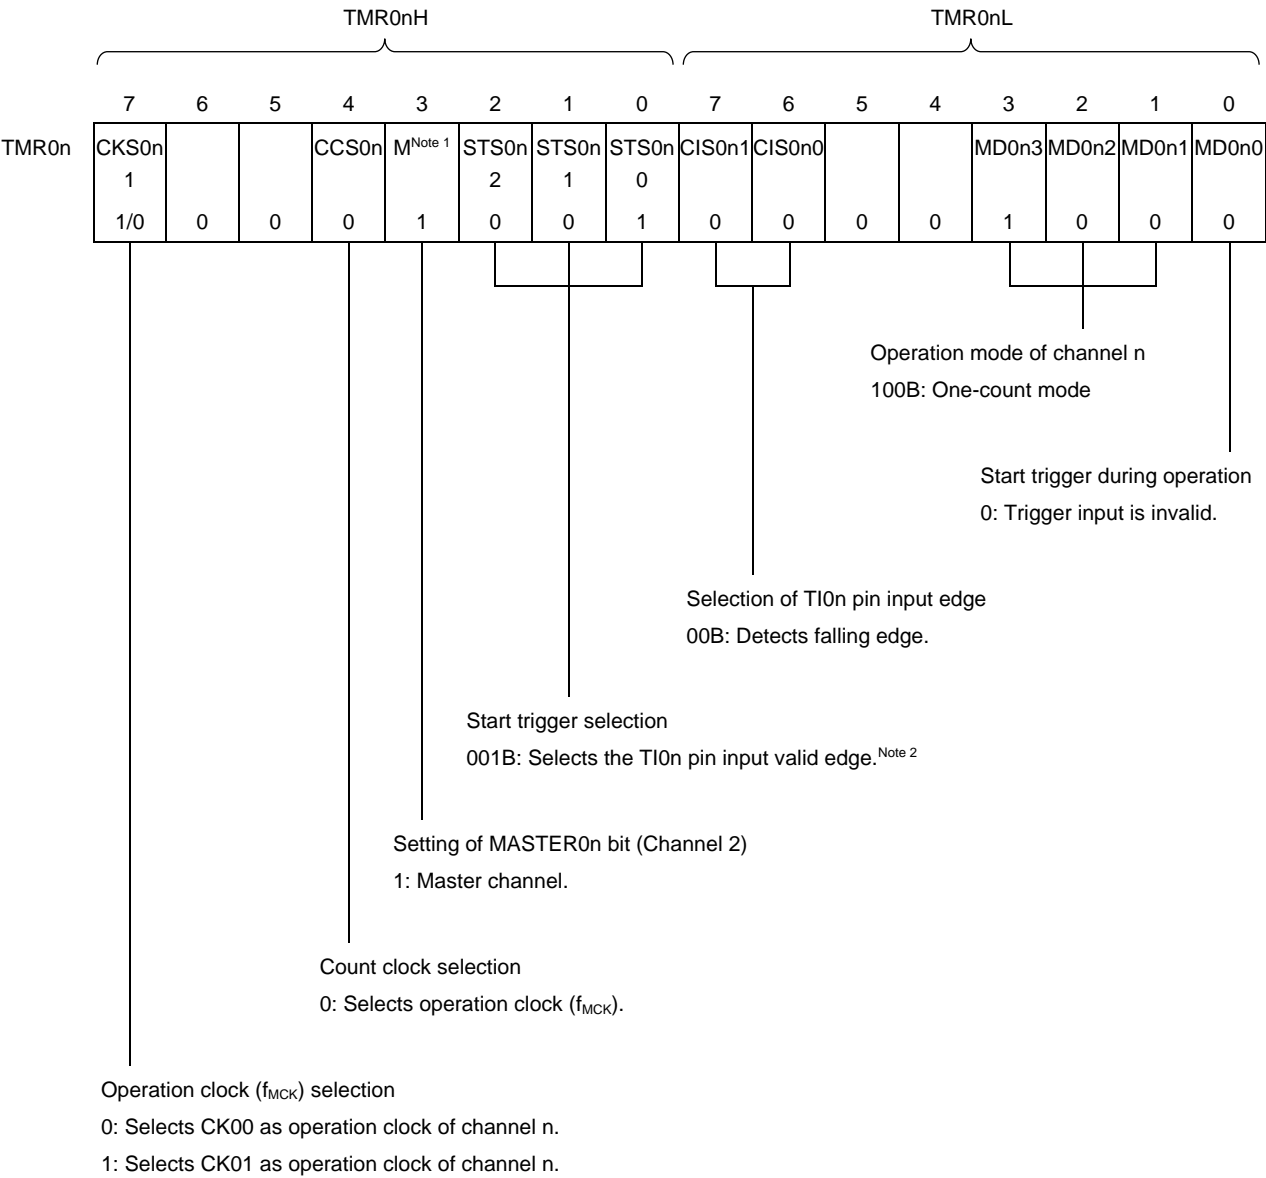 TMR0nH TMR0nL
7 6 5 4 3 2 1 0 7 6 5 4 3 2 1 0
TMR0n CKS0n CCS0n M Note 1 STS0n STS0n STS0n CIS0n1 CIS0n0 MD0n3 MD0n2 MD0n1 MD0n0
1 2 1 0
1/0 0 0 0 1 0 0 1 0 0 0 0 1 0 0 0
Operation mode of channel n
100B: One-count mode
Start trigger during operation
0: Trigger input is invalid.
Selection of TI0n pin input edge
00B: Detects falling edge.
Start trigger selection
001B: Selects the TI0n pin input valid edge. Note 2
Setting of MASTER0n bit (Channel 2)
1: Master channel.
Count clock selection
0: Selects operation clock (fMCK).
Operation clock (fMCK) selection
0: Selects CK00 as operation clock of channel n.
1: Selects CK01 as operation clock of channel n.